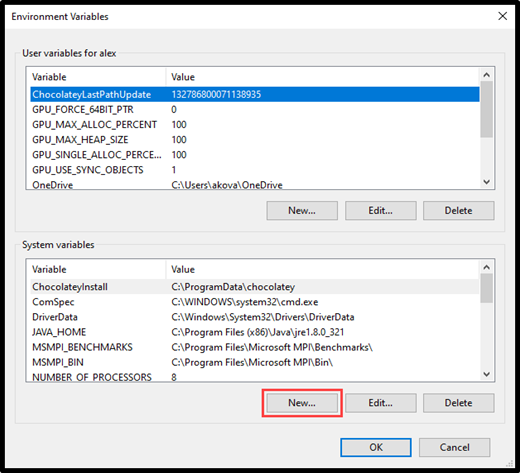 Environment Variables
User variables for alex
Variable Value
ChocolateyLastPathUpdate 132786800071138935
GPU_FORCE_64BIT_PTR 0
GPU_MAX_ALLOC_PERCENT 100
GPU_MAX_HEAP_SIZE 100
GPU_SINGLE_ALLOC_PERCE... 100
GPU_USE_SYNC_OBJECTS 1
OneDrive C:\Users\akova\OneDrive
New... Edit... Delete
System variables
Variable Value
ChocolateyInstall C:\ProgramData\chocolatey
ComSpec C:\WINDOWS\system32\cmd.exe
DriverData C:\Windows\System32\Drivers\DriverData
JAVA_HOME C:\Program Files (x86)\Java\jre1.8.0_321
MSMPI_BENCHMARKS C:\Program Files\Microsoft MPI\Benchmarks\
MSMPI_BIN C:\Program Files\Microsoft MPI\Bin\
NUMBER_OF_PROCESSORS 8
New... Edit... Delete
OK Cancel